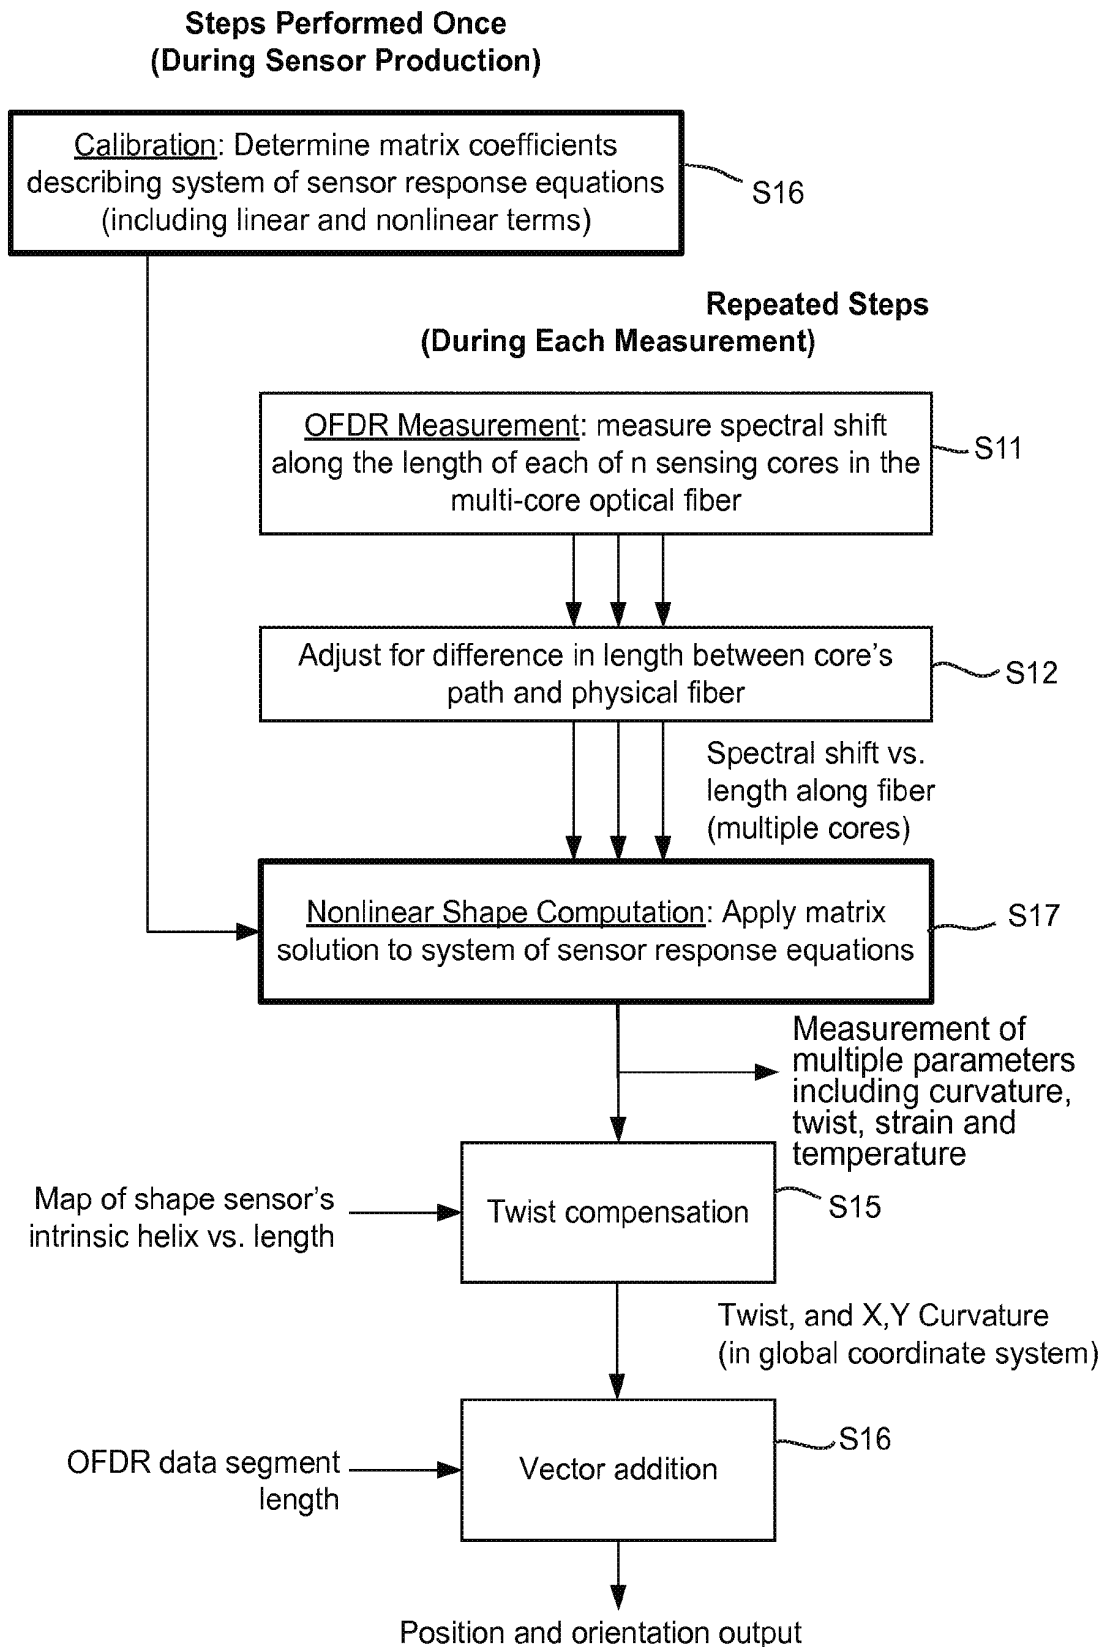 Steps Performed Once
(During Sensor Production)
Calibration: Determine matrix coefficients
describing system of sensor response equations
(including linear and nonlinear terms)
S16
Repeated Steps
(During Each Measurement)
OFDR Measurement: measure spectral shift
along the length of each of n sensing cores in the
multi-core optical fiber
S11
Adjust for difference in length between core's
path and physical fiber
S12
Spectral shift vs.
length along fiber
(multiple cores)
Nonlinear Shape Computation: Apply matrix
solution to system of sensor response equations
S17
Measurement of
multiple parameters
including curvature,
twist, strain and
temperature
Map of shape sensor's
intrinsic helix vs. length
Twist compensation
S15
Twist, and X,Y Curvature
(in global coordinate system)
OFDR data segment
length
Vector addition
S16
Position and orientation output